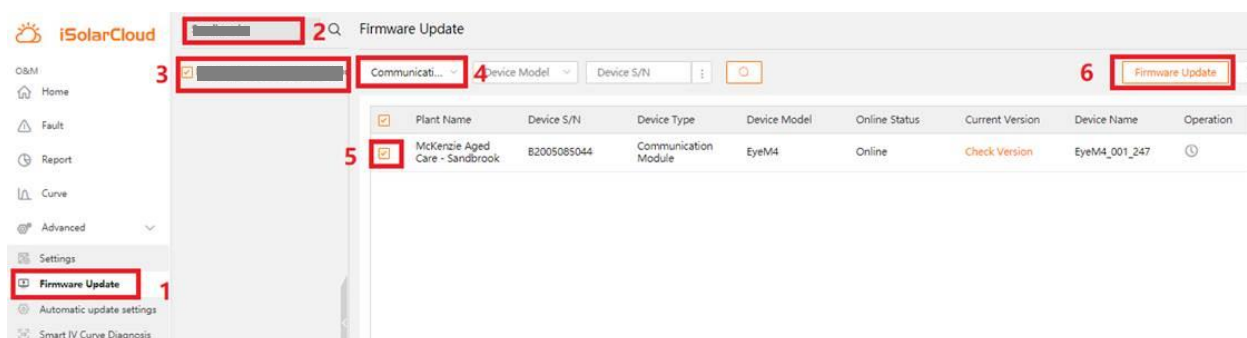 iSolarCloud
2
Firmware Update
O&M
3
Communicati...
4
Device Model
Device S/N
6
Firmware Update
Home
Fault
Report
Curve
Advanced
Settings
Firmware Update
1
Automatic update settings
Smart IV Curve Diagnosis
Plant Name Device S/N Device Type Device Model Online Status Current Version Device Name Operation
5
McKenzie Aged
Care - Sandbrook
B2005085044
Communication
Module
EyeM4
Online
Check Version
EyeM4_001_247